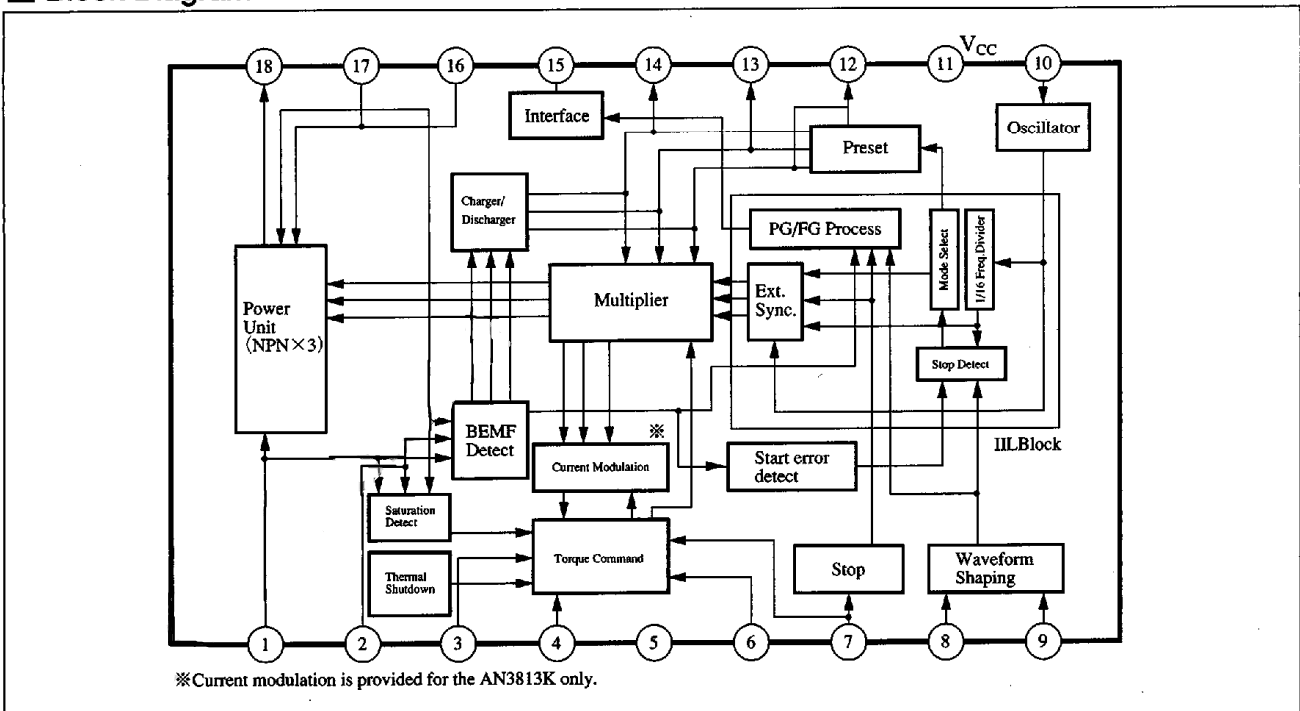 Block Diagram
VCC
18
17
16
15
14
13
12
11
10
Interface
Oscillator
Preset
Charger/
Discharger
PG/FG Process
Mode Select
1/16 Freq.Divider
Power
Unit
(NPN×3)
Multiplier
Ext.
Sync.
Stop Detect
BEMF
Detect
※
IILBlock
Current Modulation
Start error
detect
Saturation
Detect
Torque Command
Thermal
Shutdown
Stop
Waveform
Shaping
1
2
3
4
5
6
7
8
9
※Current modulation is provided for the AN3813K only.